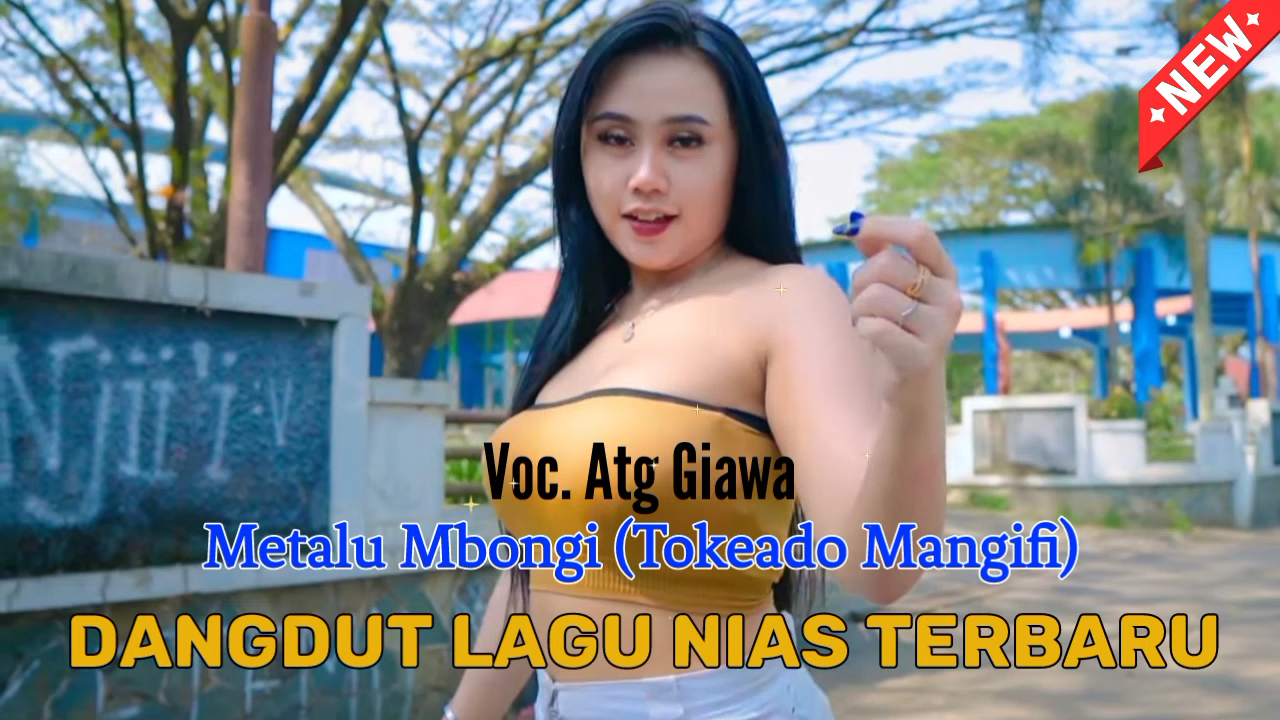 NEW
Voc. Atg Giawa
Metalu Mbongi (Tokeado Mangifi)
DANGDUT LAGU NIAS TERBARU